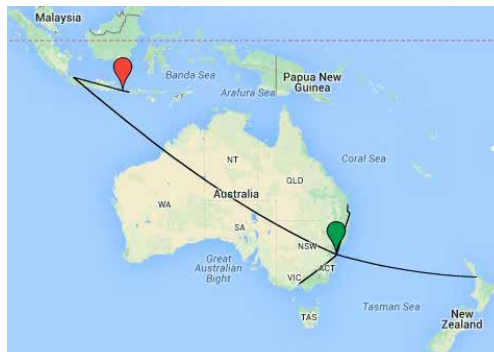 Malaysia
Banda Sea
Papua New
Guinea
Arafura Sea
Coral Sea
NT
QLD
Australia
WA
SA
NSW
Great
Australian
Bight
ACT
VIC
Tasman Sea
TAS
New
Zealand